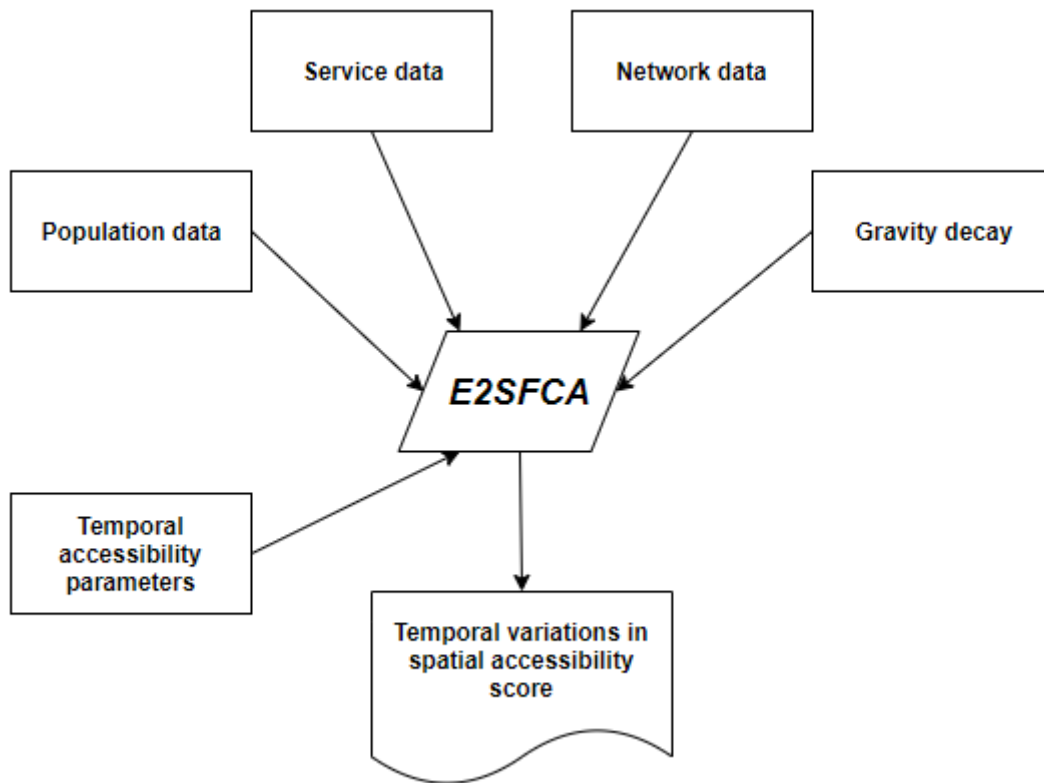 Service data
Network data
Population data
Gravity decay
E2SFCA
Temporal
accessibility
parameters
Temporal variations in
spatial accessibility
score